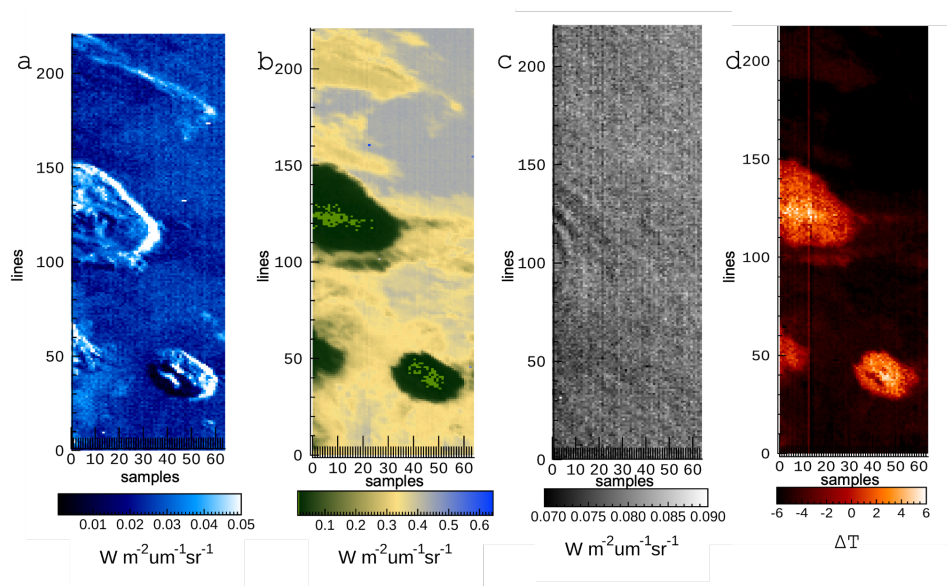 a
200
150
100
50
0
lines
0 10 20 30 40 50 60
samples
0.01 0.02 0.03 0.04 0.05
W m-2um-1sr-1
b
200
150
100
50
0
lines
0 10 20 30 40 50 60
samples
0.1 0.2 0.3 0.4 0.5 0.6
W m-2um-1sr-1
c
200
150
100
50
0
lines
0 10 20 30 40 50 60
samples
0.070 0.075 0.080 0.085 0.090
W m-2um-1sr-1
d
200
150
100
50
0
lines
0 10 20 30 40 50 60
samples
-6 -4 -2 0 2 4 6
ΔT